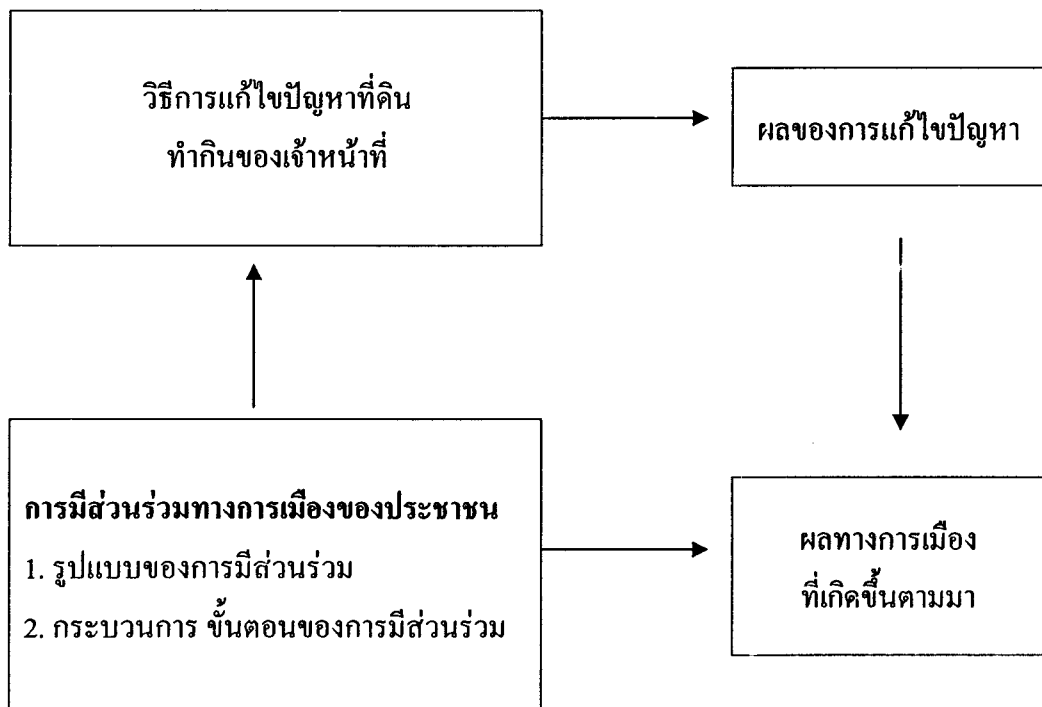 วิธีการแก้ไขปัญหาที่ดิน
ทำกินของเจ้าหน้าที่
ผลของการแก้ไขปัญหา
การมีส่วนร่วมทางการเมืองของประชาชน
1. รูปแบบของการมีส่วนร่วม
2. กระบวนการ ขั้นตอนของการมีส่วนร่วม
ผลทางการเมือง
ที่เกิดขึ้นตามมา